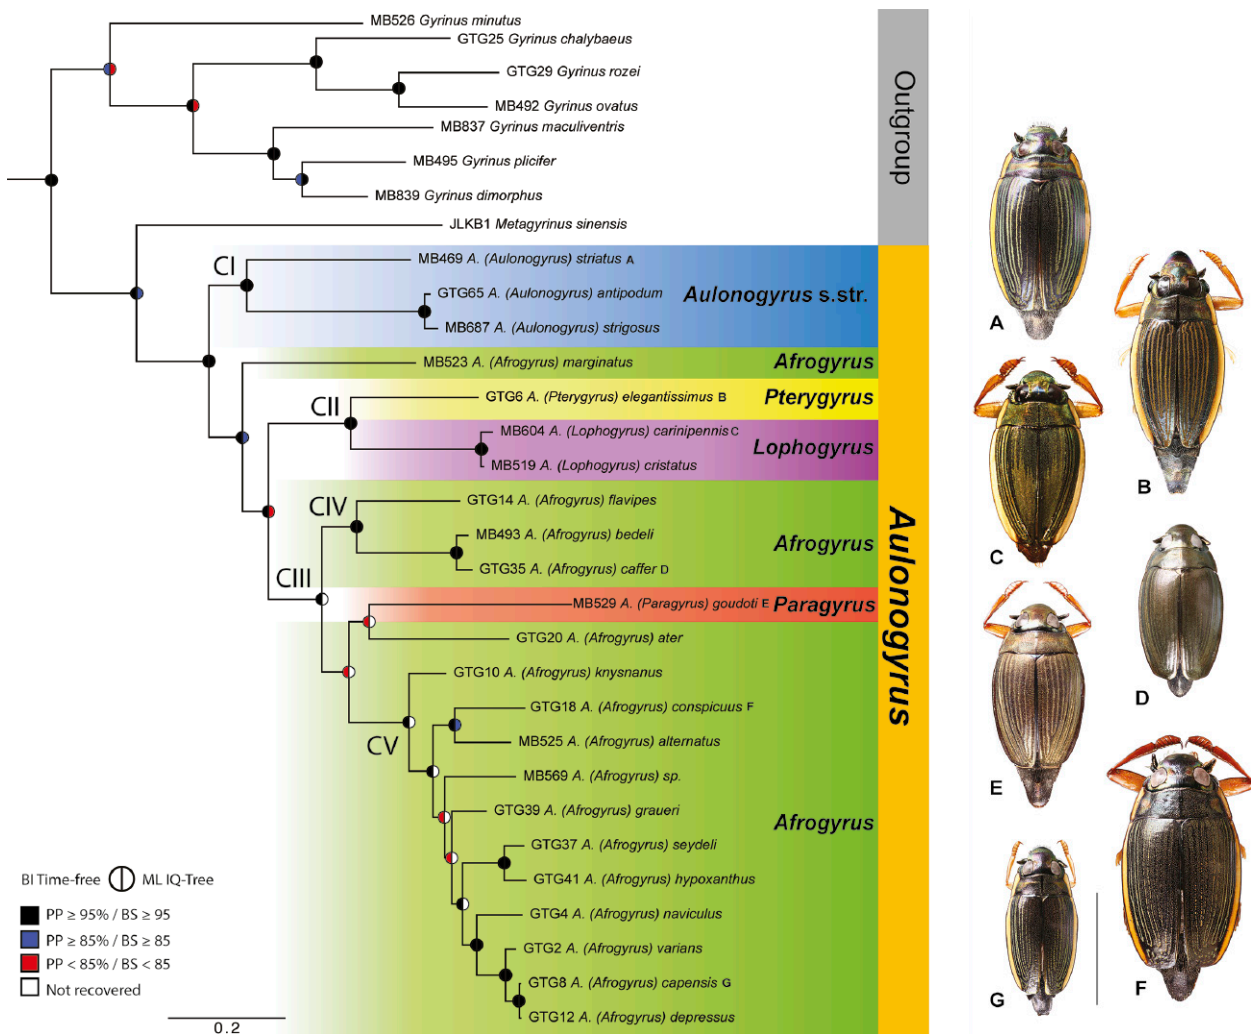 MB526 Gyrinus minutus
GTG25 Gyrinus chalybaeus
GTG29 Gyrinus rozei
MB492 Gyrinus ovatus
MB837 Gyrinus maculiventris
MB495 Gyrinus plicifer
MB839 Gyrinus dimorphus
JLKB1 Metagyrinus sinensis
Outgroup
CI
MB469 A. (Aulonogyrus) striatus A
GTG65 A. (Aulonogyrus) antipodum
MB687 A. (Aulonogyrus) strigosus
Aulonogyrus s.str.
MB523 A. (Afrogyrus) marginatus
Afrogyrus
CII
GTG6 A. (Pterygyrus) elegantissimus B
Pterygyrus
MB604 A. (Lophogyrus) carinipennis C
MB519 A. (Lophogyrus) cristatus
Lophogyrus
CIV
GTG14 A. (Afrogyrus) flavipes
MB493 A. (Afrogyrus) bedeli
GTG35 A. (Afrogyrus) caffer D
Afrogyrus
CIII
MB529 A. (Paragyrus) goudoti E
Paragyrus
GTG20 A. (Afrogyrus) ater
GTG10 A. (Afrogyrus) knysnanus
CV
GTG18 A. (Afrogyrus) conspicuus F
MB525 A. (Afrogyrus) alternatus
MB569 A. (Afrogyrus) sp.
GTG39 A. (Afrogyrus) graueri
Afrogyrus
GTG37 A. (Afrogyrus) seydeli
GTG41 A. (Afrogyrus) hypoxanthus
GTG4 A. (Afrogyrus) naviculus
GTG2 A. (Afrogyrus) varians
GTG8 A. (Afrogyrus) capensis G
GTG12 A. (Afrogyrus) depressus
Aulonogyrus
BI Time-free ML IQ-Tree
PP ≥ 95% / BS ≥ 95
PP ≥ 85% / BS ≥ 85
PP < 85% / BS < 85
Not recovered
0.2
A
B
C
D
E
F
G